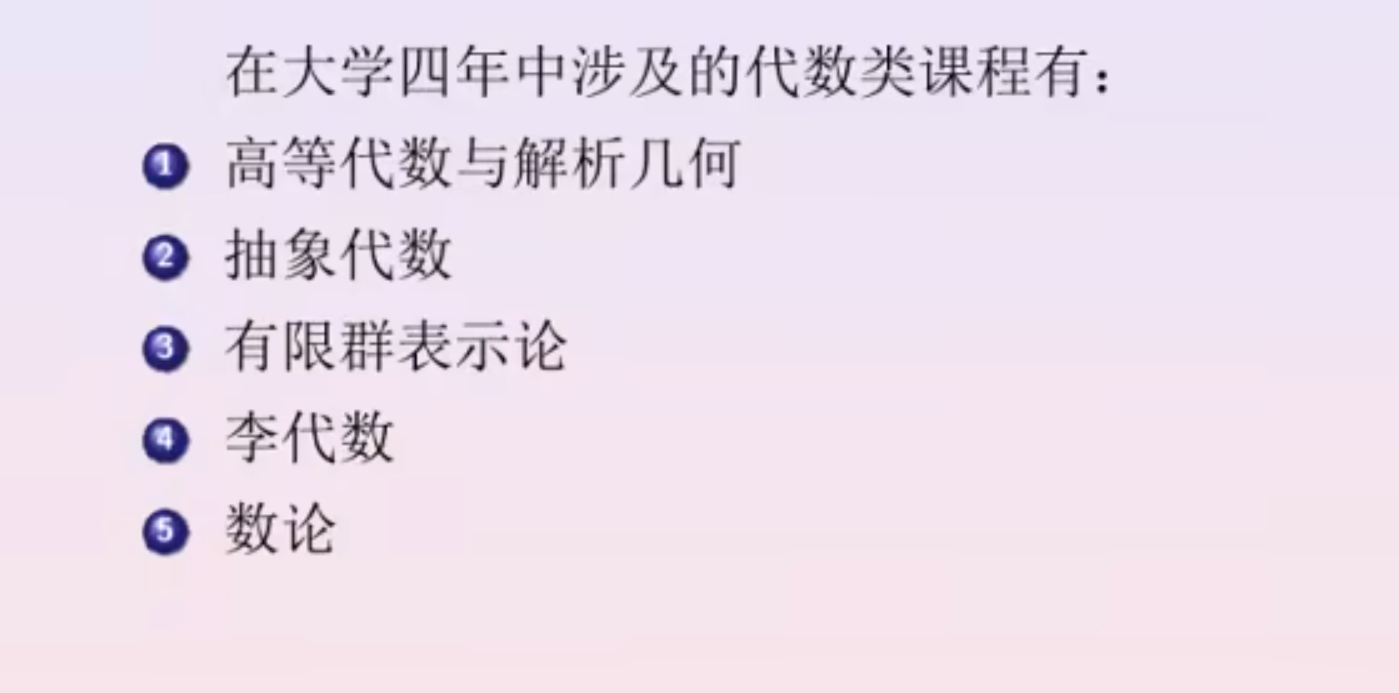 在大学四年中涉及的代数类课程有：
1 高等代数与解析几何
2 抽象代数
3 有限群表示论
4 李代数
5 数论